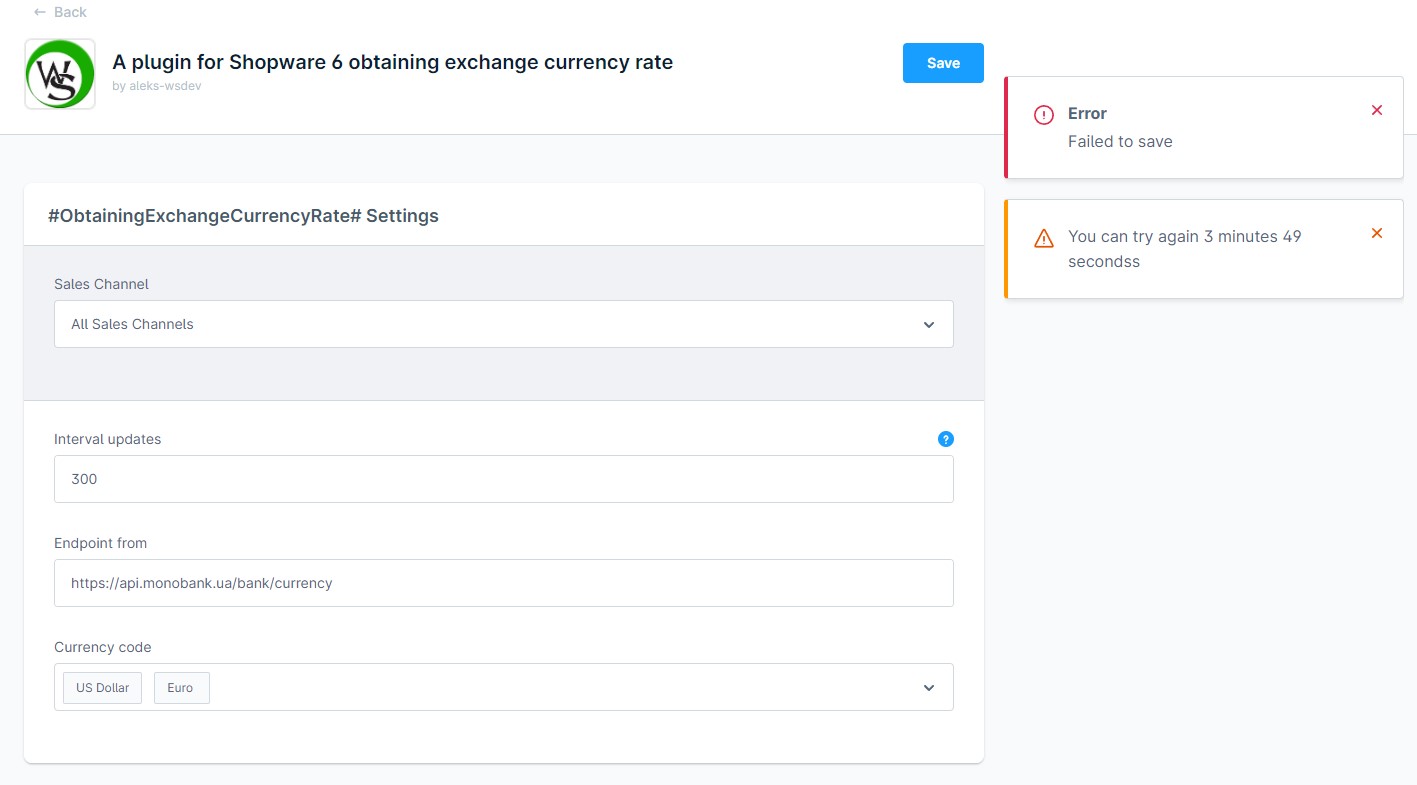 ← Back
WS
A plugin for Shopware 6 obtaining exchange currency rate
by aleks-wsdev
Save
Error
Failed to save
You can try again 3 minutes 49
secondss
#ObtainingExchangeCurrencyRate# Settings
Sales Channel
All Sales Channels
Interval updates
?
300
Endpoint from
https://api.monobank.ua/bank/currency
Currency code
US Dollar Euro